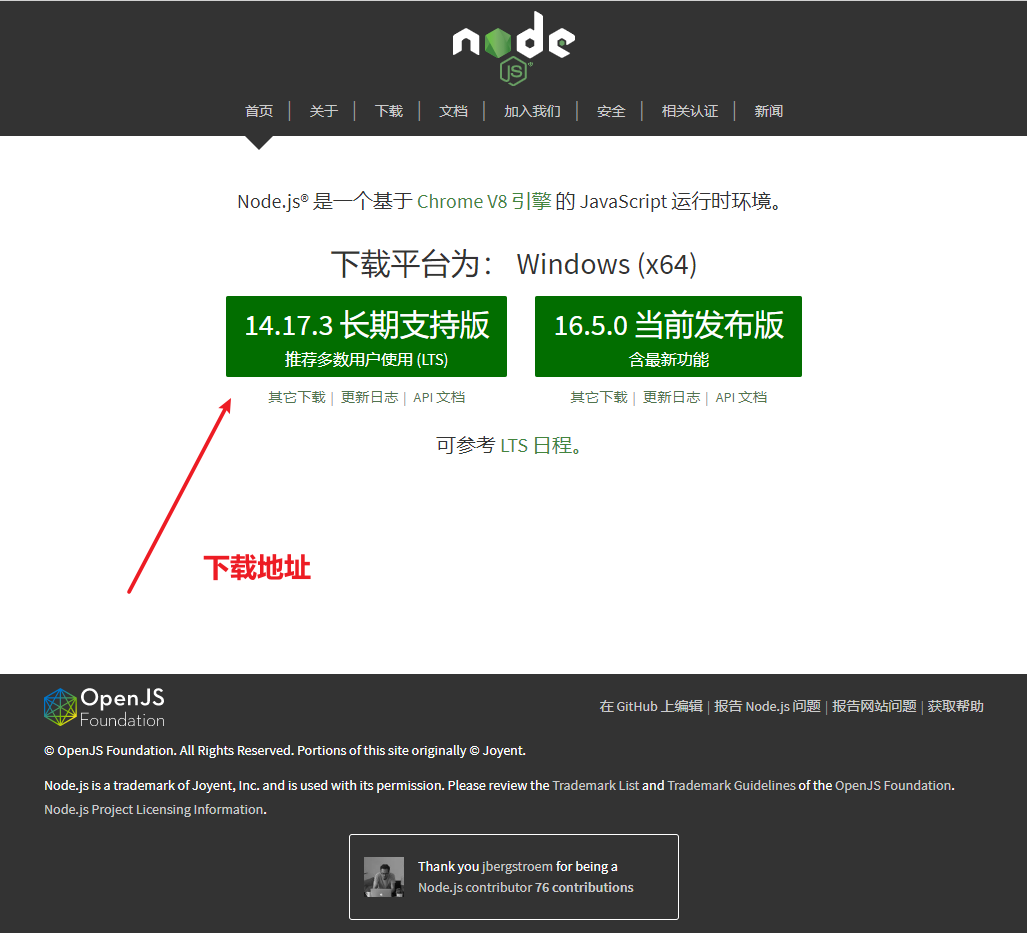 node
JS
首页 | 关于 | 下载 | 文档 | 加入我们 | 安全 | 相关认证 | 新闻
Node.js® 是一个基于 Chrome V8 引擎 的 JavaScript 运行时环境。
下载平台为： Windows (x64)
14.17.3 长期支持版
推荐多数用户使用 (LTS)
其它下载 | 更新日志 | API 文档
16.5.0 当前发布版
含最新功能
其它下载 | 更新日志 | API 文档
可参考 LTS 日程。
下载地址
OpenJS
Foundation
在 GitHub 上编辑 | 报告 Node.js 问题 | 报告网站问题 | 获取帮助
© OpenJS Foundation. All Rights Reserved. Portions of this site originally © Joyent.
Node.js is a trademark of Joyent, Inc. and is used with its permission. Please review the Trademark List and Trademark Guidelines of the OpenJS Foundation.
Node.js Project Licensing Information.
Thank you jbergstroem for being a
Node.js contributor 76 contributions